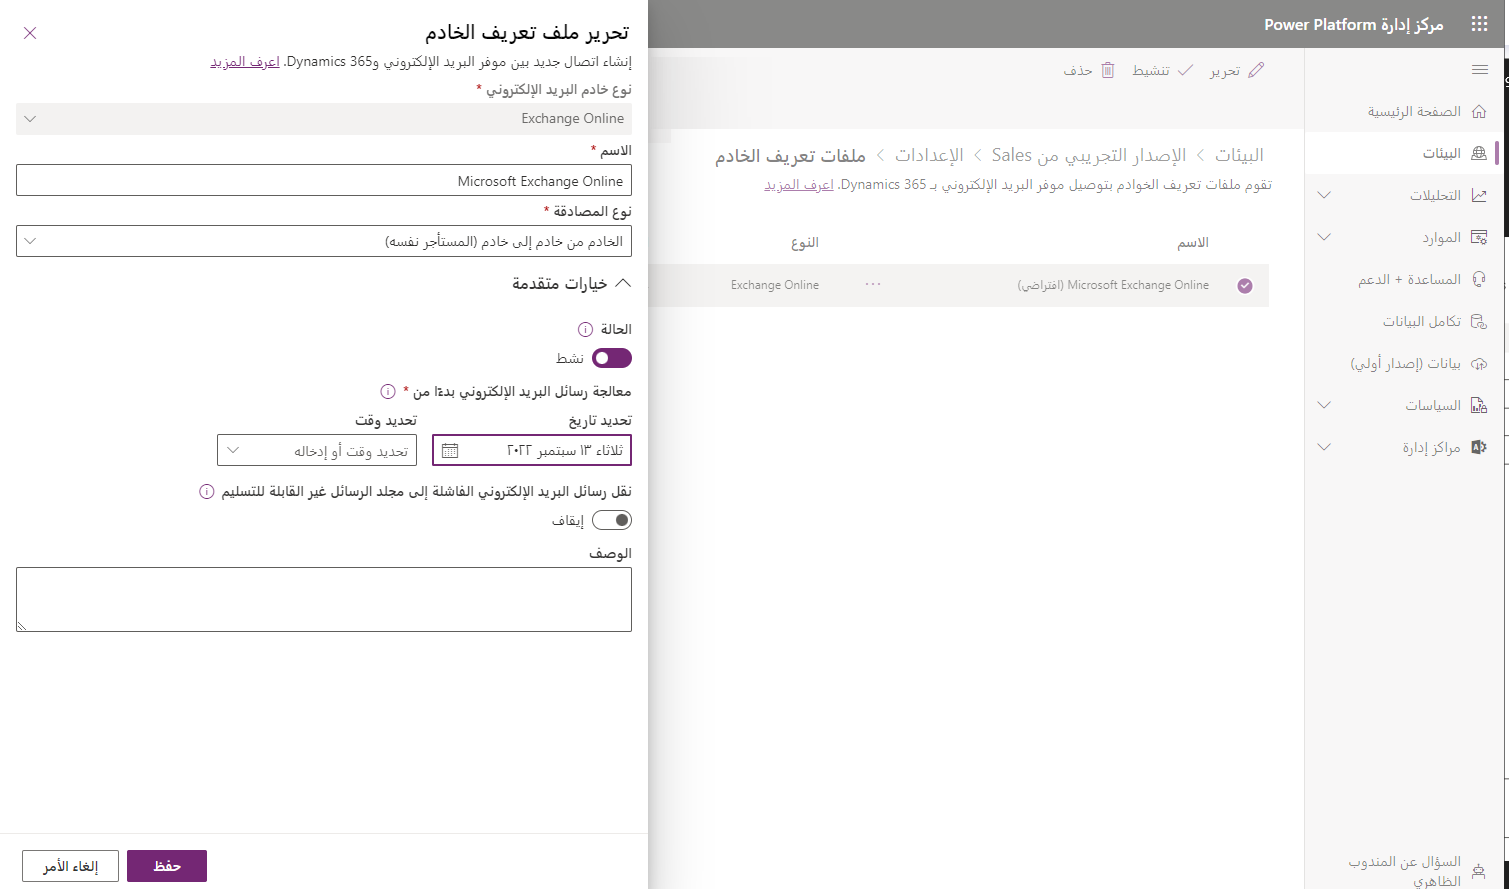 مركز إدارة Power Platform
الصفحة الرئيسية
البيئات
التحليلات
الموارد
المساعدة + الدعم
تكامل البيانات
بيانات (إصدار أولي)
السياسات
مراكز إدارة
السؤال عن المندوب
الظاهري
تحرير
تنشيط
حذف
البيئات > الإصدار التجريبي من Sales > الإعدادات > ملفات تعريف الخادم
تقوم ملفات تعريف الخوادم بتوصيل موفر البريد الإلكتروني بـ Dynamics 365. اعرف المزيد
الاسم
النوع
Microsoft Exchange Online (افتراضي)
...
Exchange Online
تحرير ملف تعريف الخادم
إنشاء اتصال جديد بين موفر البريد الإلكتروني وDynamics 365. اعرف المزيد
نوع خادم البريد الإلكتروني *
Exchange Online
الاسم *
Microsoft Exchange Online
نوع المصادقة *
الخادم من خادم إلى خادم (المستأجر نفسه)
خيارات متقدمة
الحالة
نشط
معالجة رسائل البريد الإلكتروني بدءًا من *
تحديد تاريخ
تحديد وقت
ثلاثاء ١٣ سبتمبر ٢٠٢٢
تحديد وقت أو إدخاله
نقل رسائل البريد الإلكتروني الفاشلة إلى مجلد الرسائل غير القابلة للتسليم
إيقاف
الوصف
حفظ
إلغاء الأمر